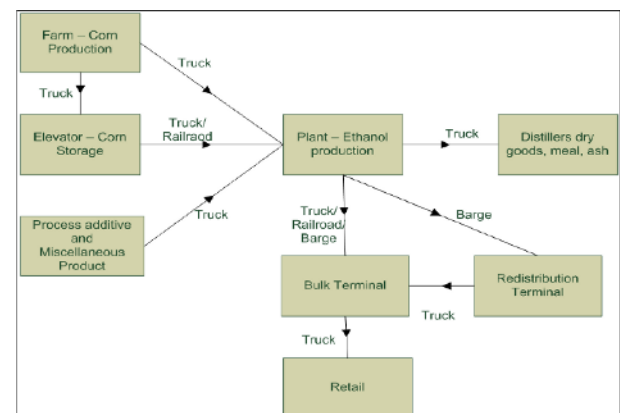 Farm – Corn
Production
Truck
Truck
Elevator – Corn
Storage
Truck/
Railraod
Plant – Ethanol
production
Truck
Distillers dry
goods, meal, ash
Process additive
and
Miscellaneous
Product
Truck
Truck/
Railroad/
Barge
Barge
Bulk Terminal
Redistribution
Terminal
Truck
Truck
Retail